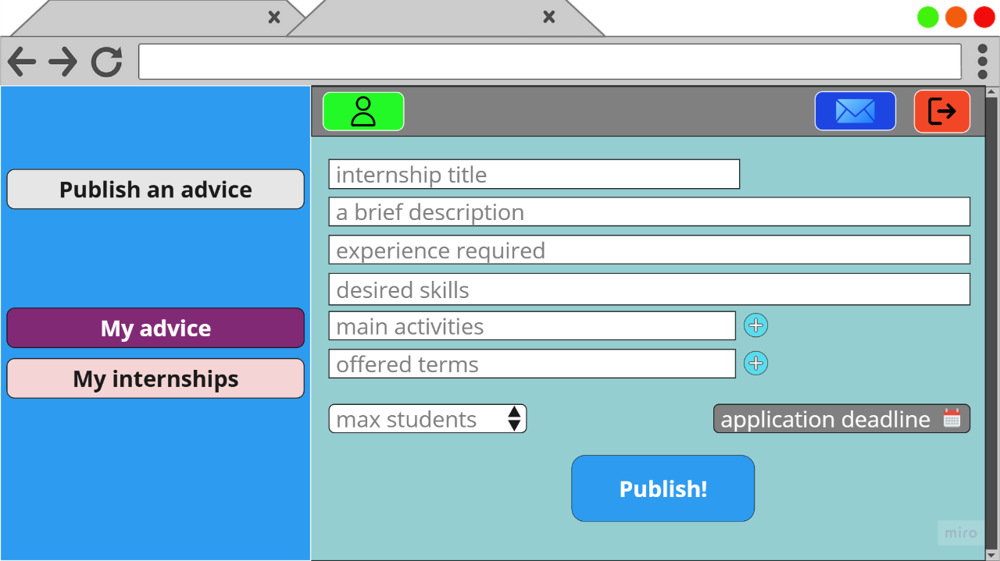 Publish an advice
My advice
My internships
internship title
a brief description
experience required
desired skills
main activities
offered terms
max students
application deadline
Publish!
miro